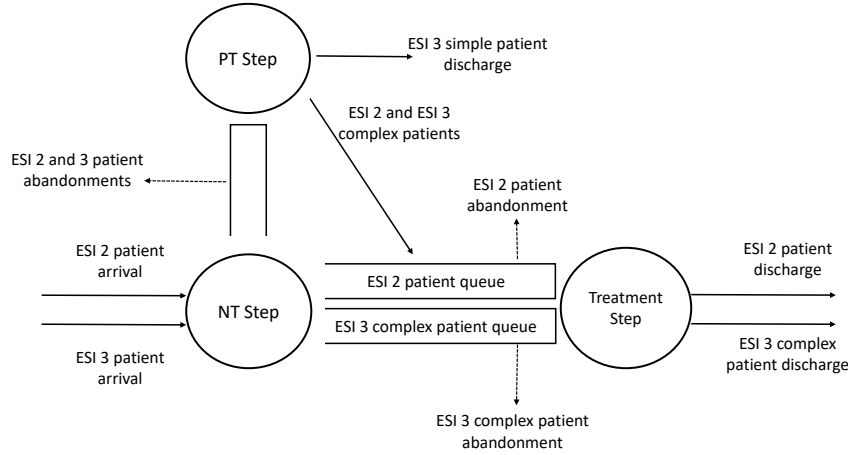 PT Step
ESI 3 simple patient
discharge
ESI 2 and ESI 3
complex patients
ESI 2 and 3 patient
abandonments
ESI 2 patient
abandonment
ESI 2 patient
arrival
ESI 2 patient
discharge
ESI 2 patient queue
NT Step
Treatment
Step
ESI 3 complex patient queue
ESI 3 patient
arrival
ESI 3 complex
patient discharge
ESI 3 complex patient
abandonment